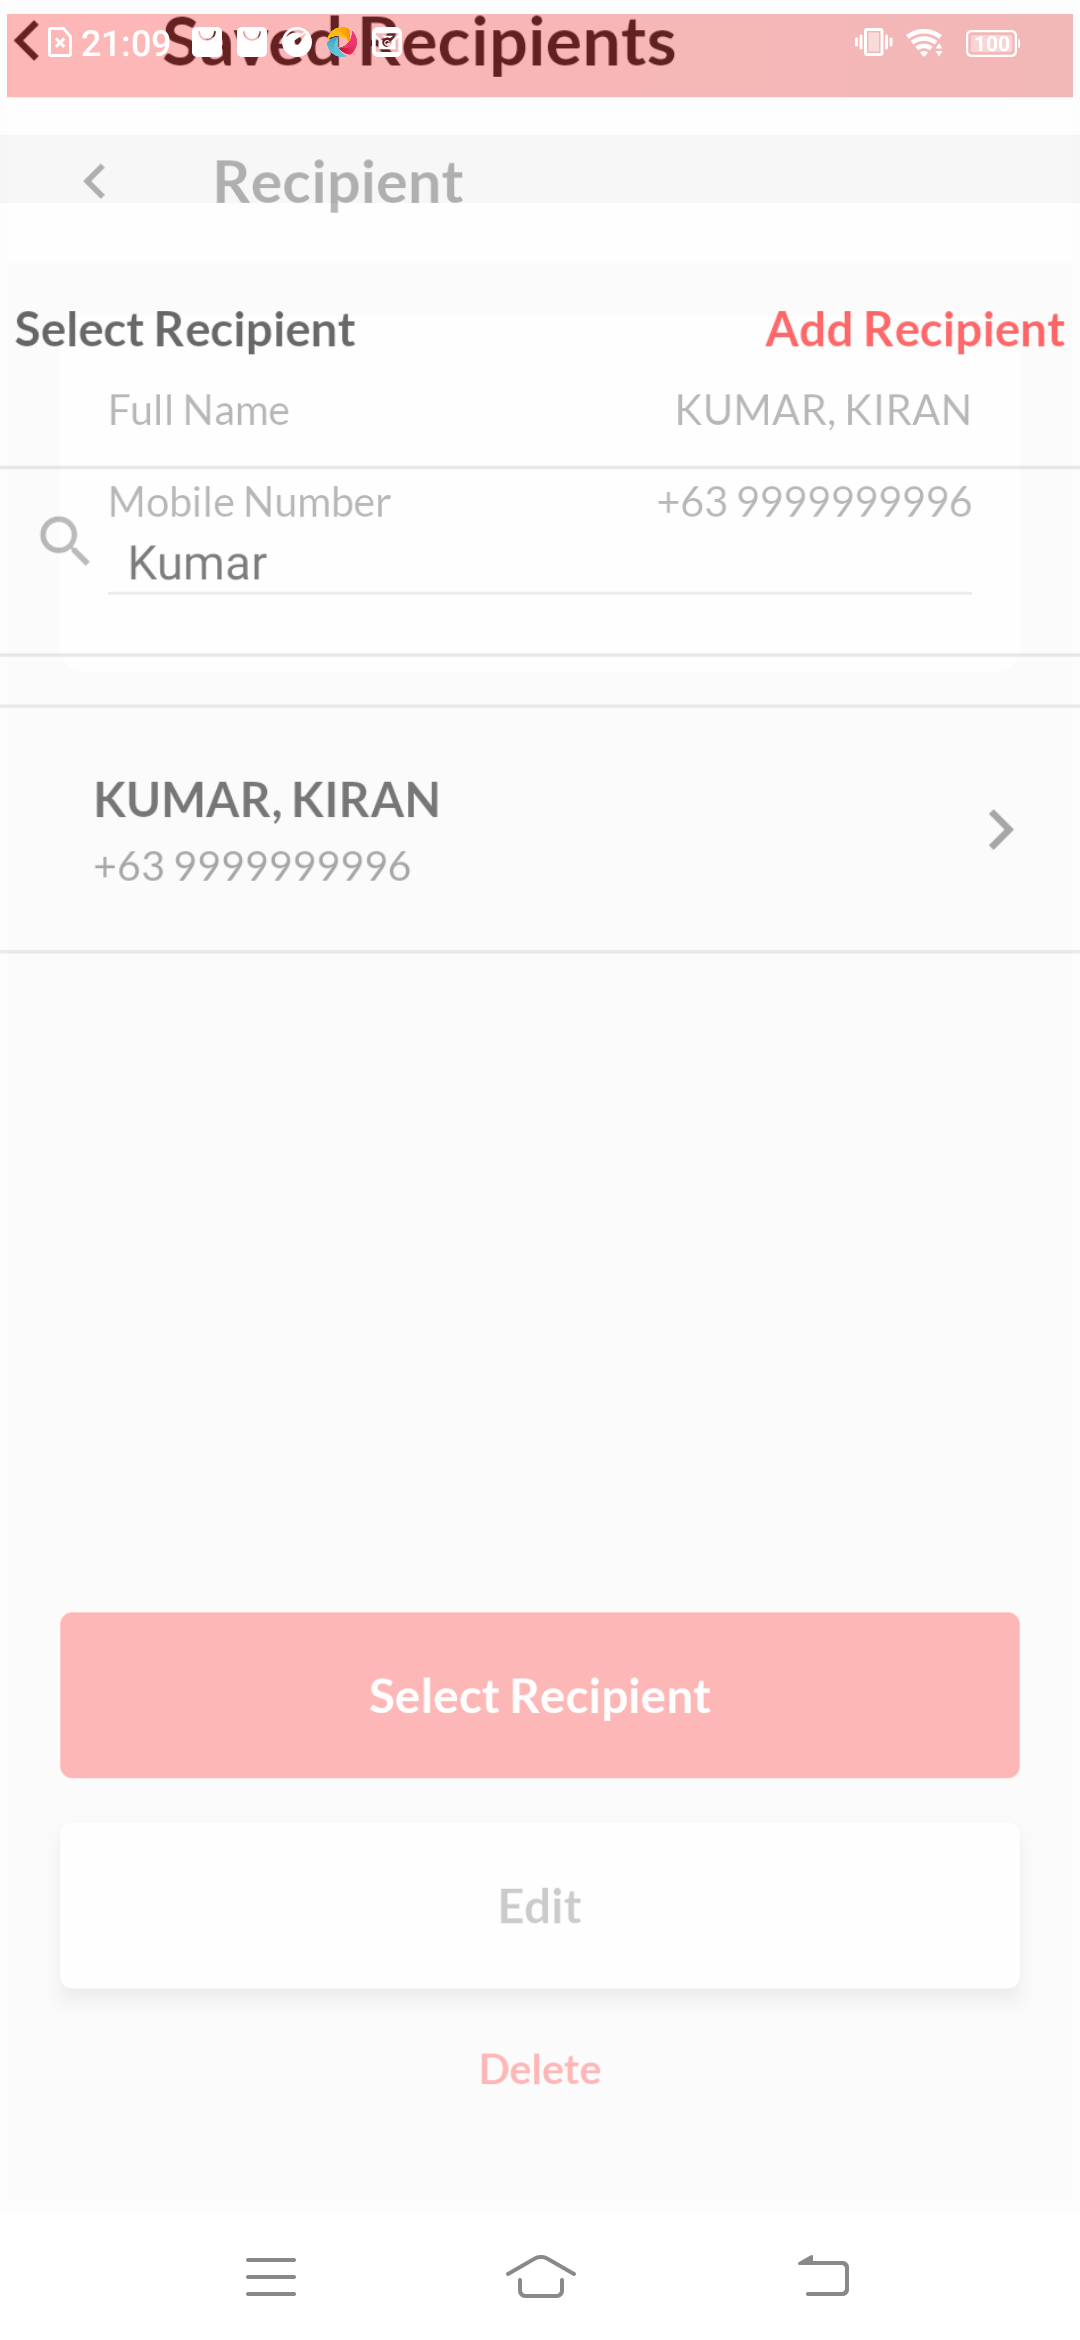 21:09 Saved Recipients 100
Recipient
Select Recipient Add Recipient
Full Name KUMAR, KIRAN
Mobile Number +63 9999999996
Kumar
KUMAR, KIRAN
+63 9999999996
Select Recipient
Edit
Delete